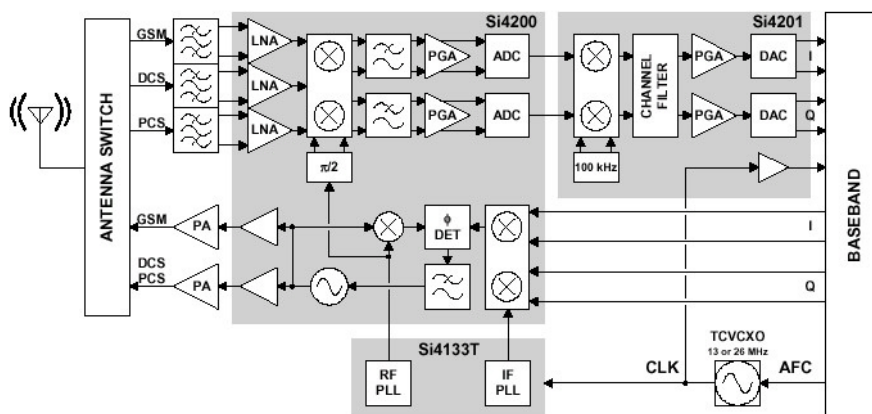 Si4200
Si4201
GSM
LNA
PGA
ADC
PGA
DAC
I
DCS
LNA
CHANNEL
FILTER
PCS
LNA
PGA
ADC
PGA
DAC
Q
π/2
100 kHz
ANTENNA SWITCH
BASEBAND
GSM
PA
ϕ
DET
I
DCS
PCS
PA
Q
Si4133T
RF
PLL
IF
PLL
CLK
TCVCXO
13 or 26 MHz
AFC